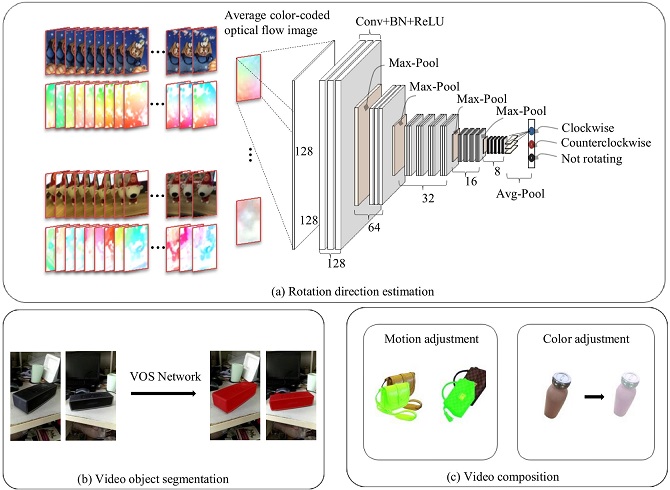 Average color-coded
optical flow image
Conv+BN+ReLU
Max-Pool
Max-Pool
Max-Pool
Max-Pool
128
128
128
64
32
16
8
Avg-Pool
Clockwise
Counterclockwise
Not rotating
(a) Rotation direction estimation
VOS Network
(b) Video object segmentation
Motion adjustment
Color adjustment
(c) Video composition